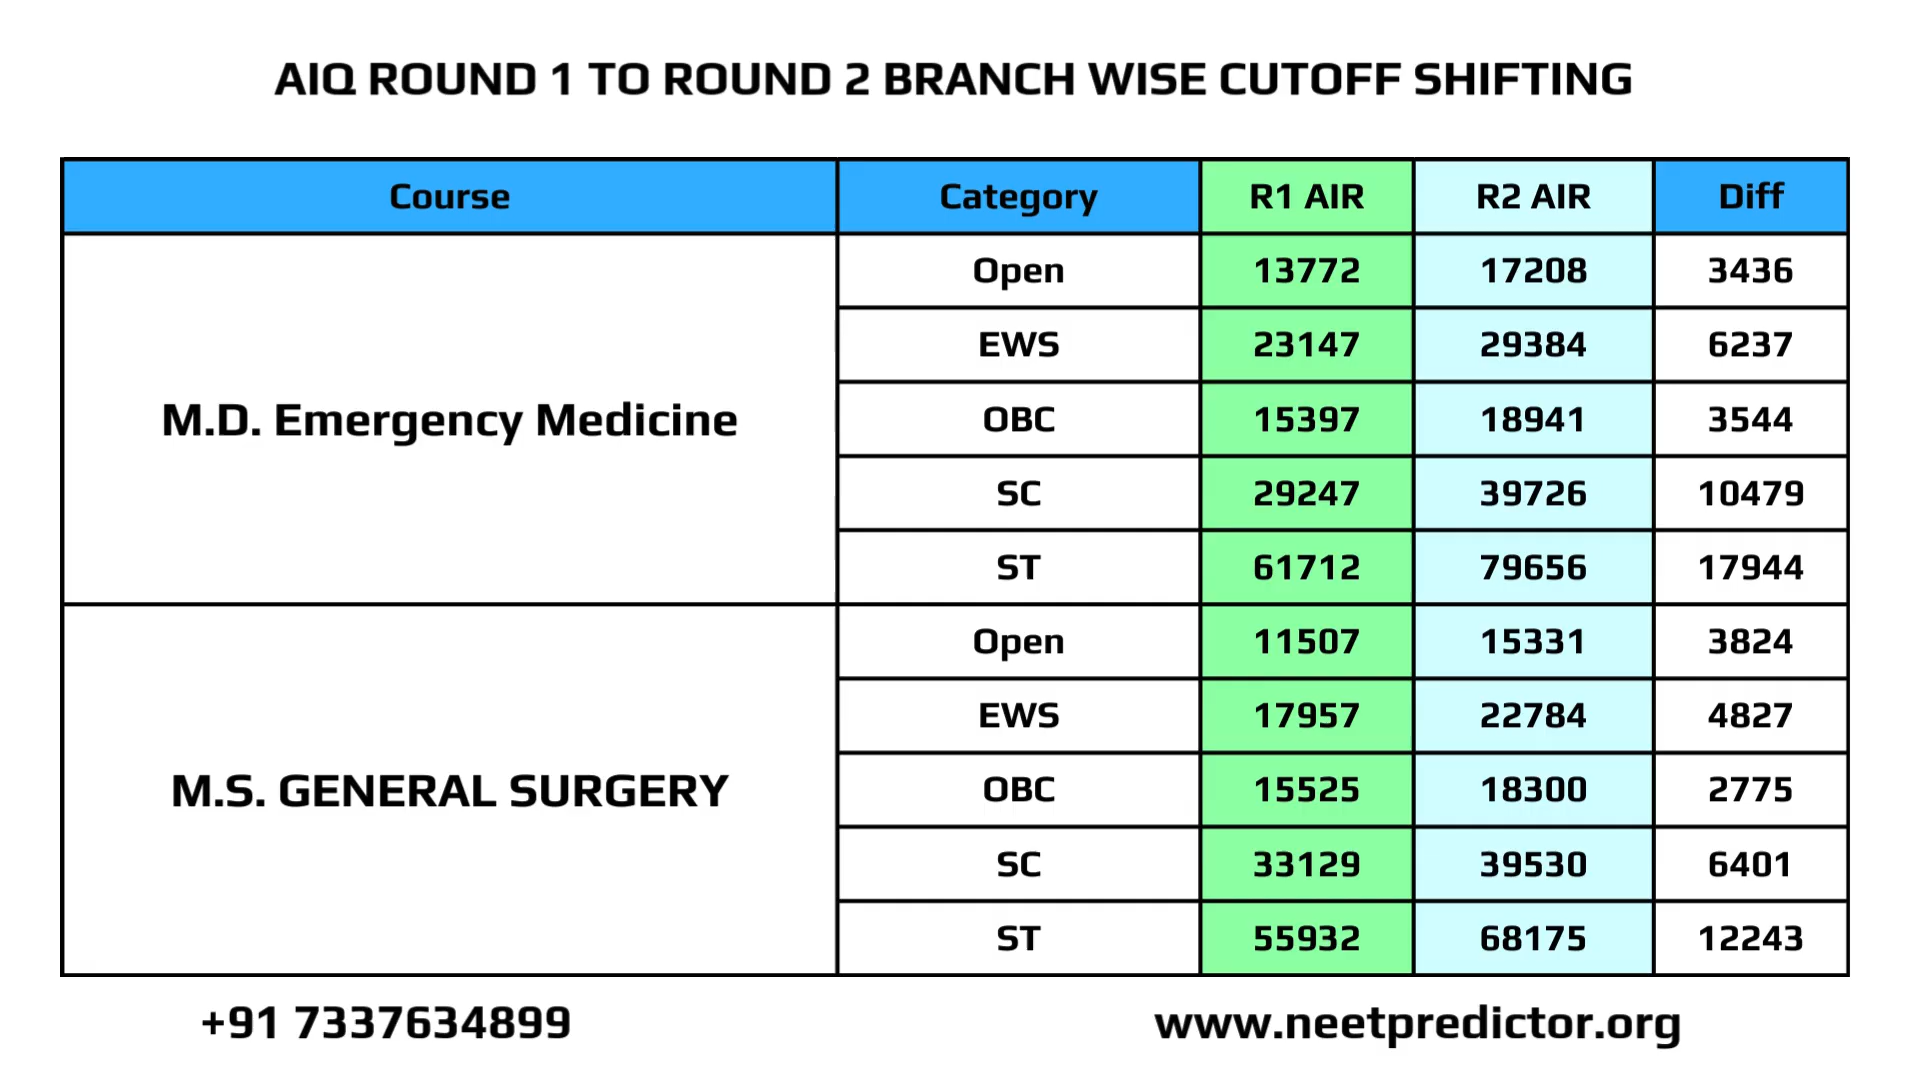 AIQ ROUND 1 TO ROUND 2 BRANCH WISE CUTOFF SHIFTING
Course Category R1 AIR R2 AIR Diff
M.D. Emergency Medicine
Open 13772 17208 3436
EWS 23147 29384 6237
OBC 15397 18941 3544
SC 29247 39726 10479
ST 61712 79656 17944
M.S. GENERAL SURGERY
Open 11507 15331 3824
EWS 17957 22784 4827
OBC 15525 18300 2775
SC 33129 39530 6401
ST 55932 68175 12243
+91 7337634899 www.neetpredictor.org